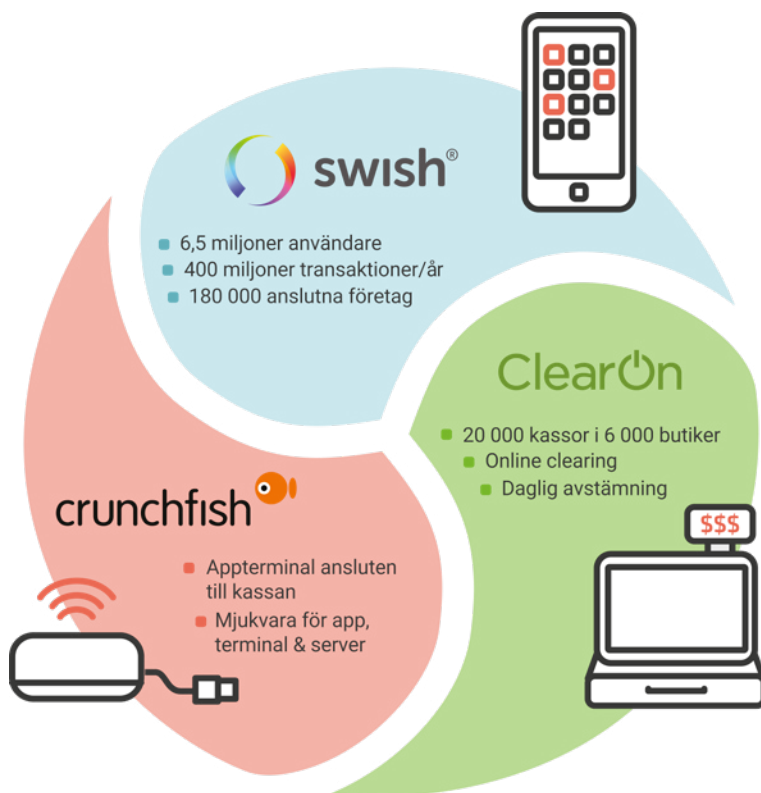 swish®
6,5 miljoner användare
400 miljoner transaktioner/år
180 000 anslutna företag
ClearOn
20 000 kassor i 6 000 butiker
Online clearing
Daglig avstämning
$$$
crunchfish
Appterminal ansluten
till kassan
Mjukvara för app,
terminal & server